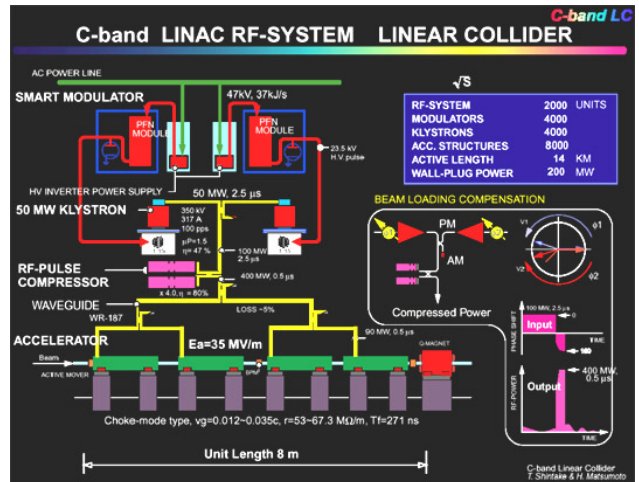 C-band LC
C-band LINAC RF-SYSTEM LINEAR COLLIDER
AC POWER LINE
47kV, 37kJ/s
SMART MODULATOR
PFN MODULE
PFN MODULE
23.5 kV
H.V. pulse
HV INVERTER POWER SUPPLY
50 MW, 2.5 µs
50 MW KLYSTRON
350 kV
317 A
100 pps
µP=1.5
η= 47 %
1:15
1:15
100 MW,
2.5 µs
RF-PULSE
COMPRESSOR
400 MW, 0.5 µs
x 4.0, η = 80%
WAVEGUIDE
WR-187
LOSS ~5%
90 MW, 0.5 µs
ACCELERATOR
Ea=35 MV/m
Q-MAGNET
Beam
BPM
ACTIVE MOVER
Choke-mode type, vg=0.012~0.035c, r=53~67.3 MΩ/m, Tf=271 ns
Unit Length 8 m
√S
RF-SYSTEM 2000 UNITS
MODULATORS 4000
KLYSTRONS 4000
ACC. STRUCTURES 8000
ACTIVE LENGTH 14 KM
WALL-PLUG POWER 200 MW
BEAM LOADING COMPENSATION
PM
AM
V1
φ1
V2
φ2
Compressed Power
100 MW, 2.5 µs
Input
0
180
PHASE SHIFT
TIME
400 MW,
0.5 µs
Output
RF-POWER
TIME
C-band Linear Collider
T. Shintake & H. Matsumoto